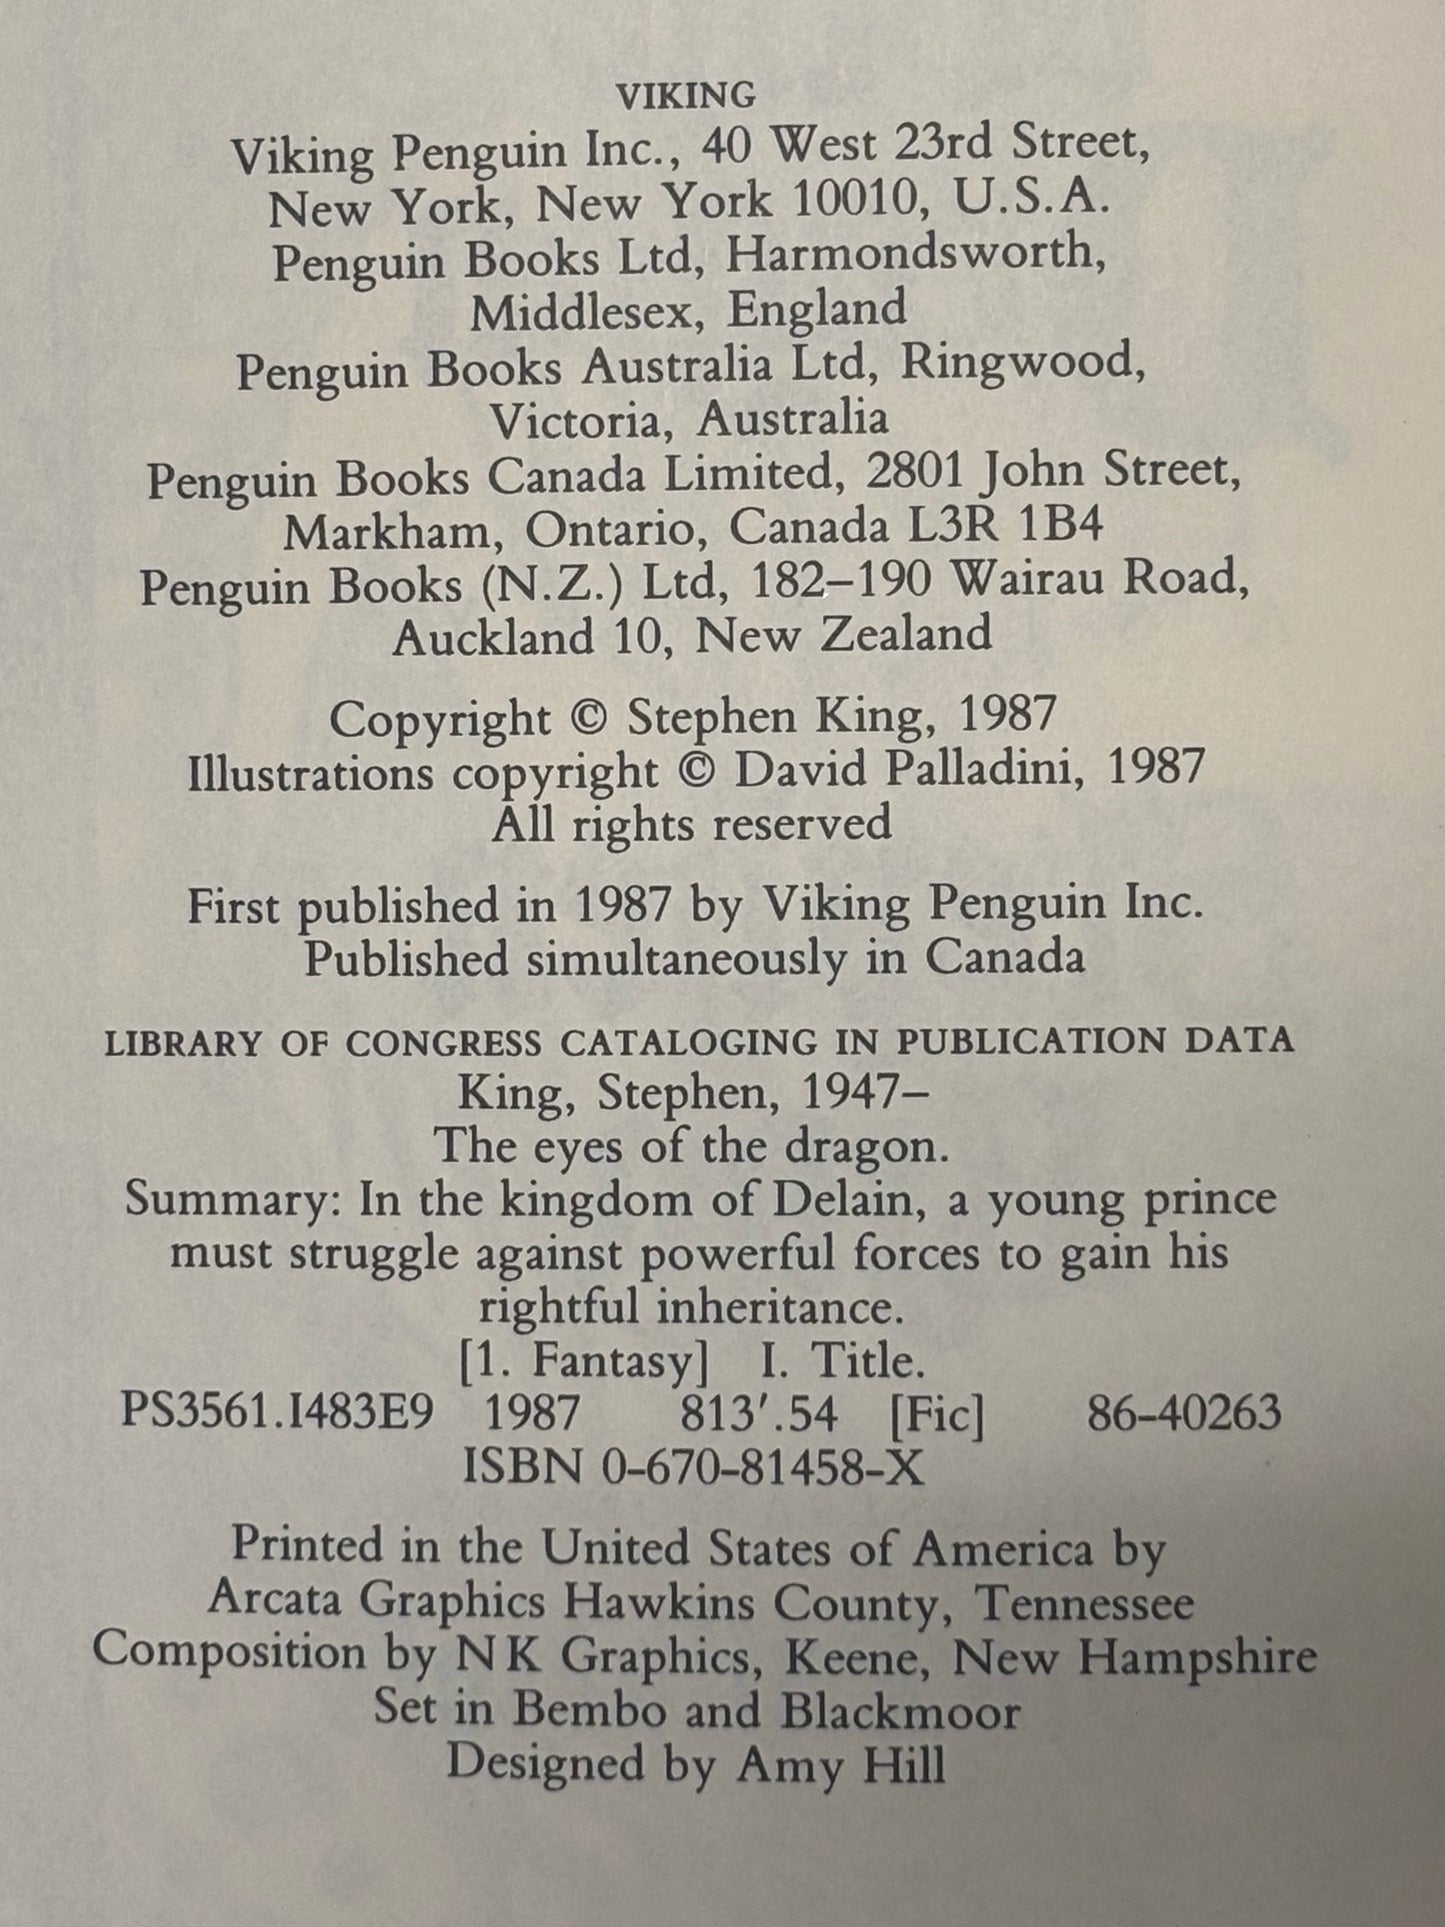 VIKING
Viking Penguin Inc., 40 West 23rd Street,
New York, New York 10010, U.S.A.
Penguin Books Ltd, Harmondsworth,
Middlesex, England
Penguin Books Australia Ltd, Ringwood,
Victoria, Australia
Penguin Books Canada Limited, 2801 John Street,
Markham, Ontario, Canada L3R 1B4
Penguin Books (N.Z.) Ltd, 182–190 Wairau Road,
Auckland 10, New Zealand
Copyright © Stephen King, 1987
Illustrations copyright © David Palladini, 1987
All rights reserved
First published in 1987 by Viking Penguin Inc.
Published simultaneously in Canada
LIBRARY OF CONGRESS CATALOGING IN PUBLICATION DATA
King, Stephen, 1947–
The eyes of the dragon.
Summary: In the kingdom of Delain, a young prince
must struggle against powerful forces to gain his
rightful inheritance.
[1. Fantasy] I. Title.
PS3561.I483E9 1987 813′.54 [Fic] 86–40263
ISBN 0–670–81458–X
Printed in the United States of America by
Arcata Graphics Hawkins County, Tennessee
Composition by NK Graphics, Keene, New Hampshire
Set in Bembo and Blackmoor
Designed by Amy Hill